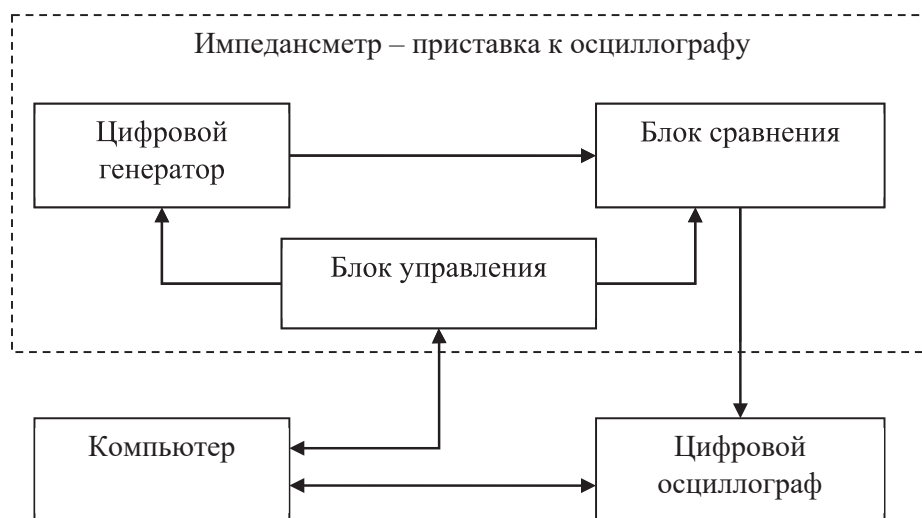 Импедансметр – приставка к осциллографу
Цифровой
генератор
Блок сравнения
Блок управления
Компьютер
Цифровой
осциллограф